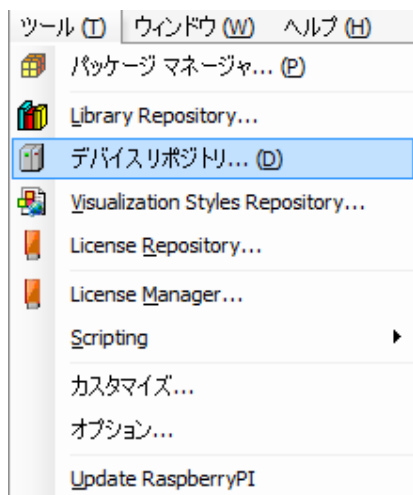 ツール (T) ウィンドウ (W) ヘルプ (H)
パッケージ マネージャ... (P)
Library Repository...
デバイスリポジトリ... (D)
Visualization Styles Repository...
License Repository...
License Manager...
Scripting
カスタマイズ...
オプション...
Update RaspberryPI